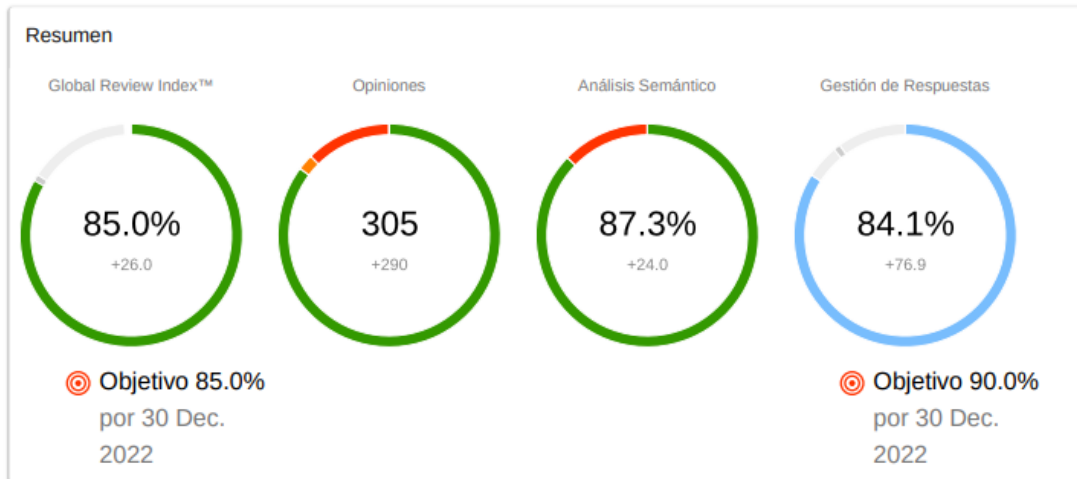 Resumen
Global Review Index™
Opiniones
Análisis Semántico
Gestión de Respuestas
85.0%
+26.0
305
+290
87.3%
+24.0
84.1%
+76.9
Objetivo 85.0%
por 30 Dec.
2022
Objetivo 90.0%
por 30 Dec.
2022